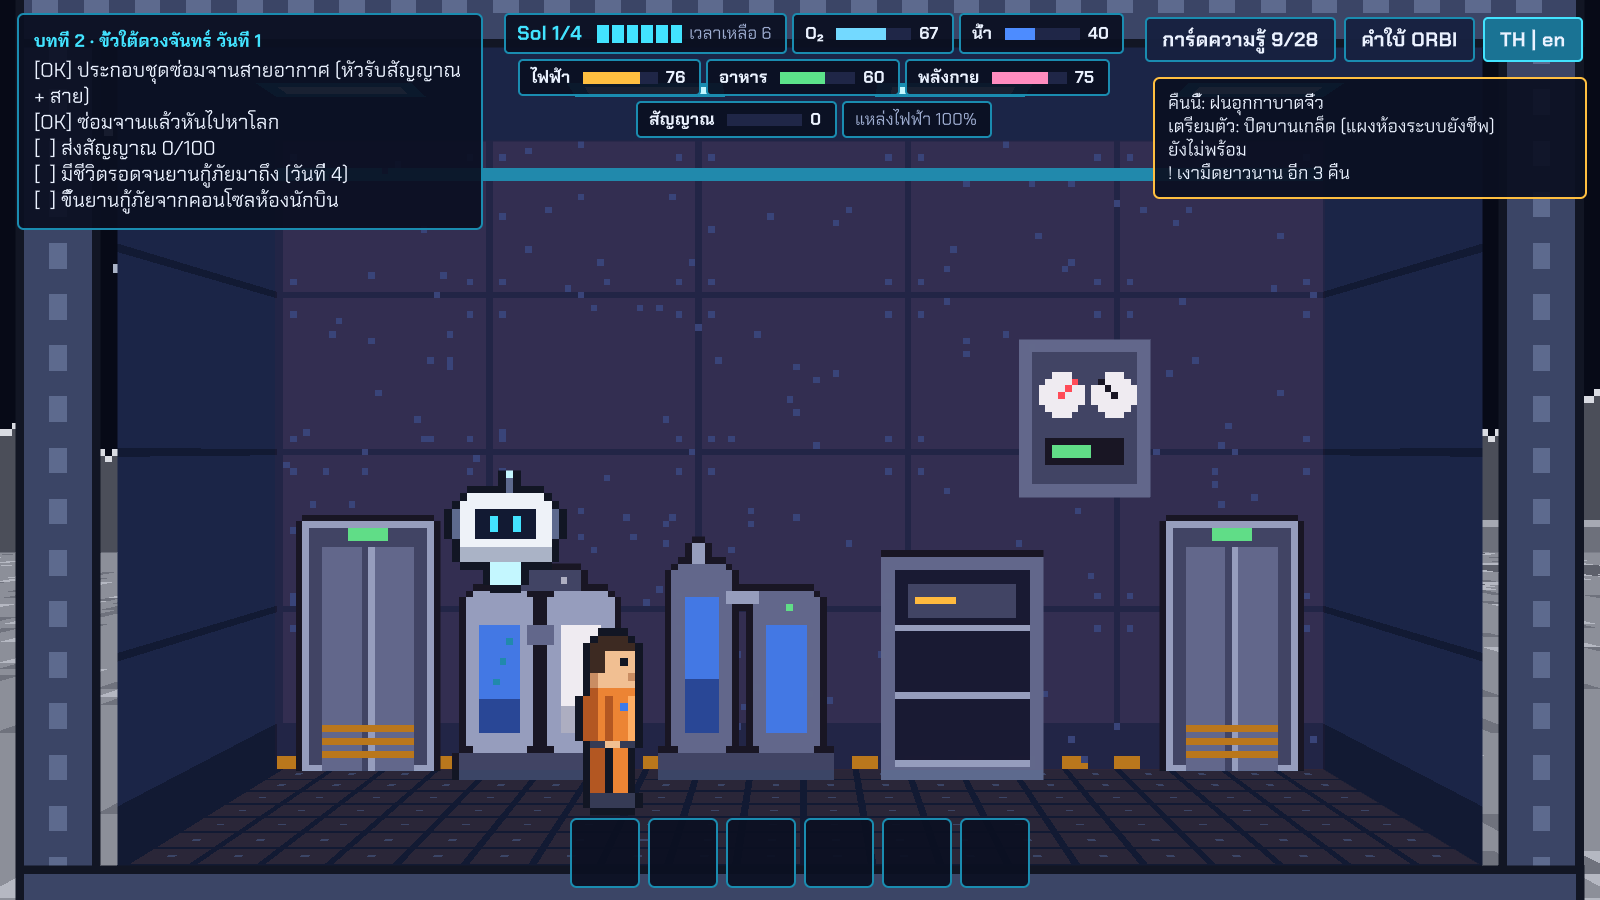 บทที่ 2 · ขั้วใต้ดวงจันทร์ วันที่ 1
[OK] ประกอบชุดซ่อมจานสายอากาศ (หัวรับสัญญาณ
+ สาย)
[OK] ซ่อมจานแล้วหันไปหาโลก
[ ] ส่งสัญญาณ 0/100
[ ] มีชีวิตรอดจนยานกู้ภัยมาถึง (วันที่ 4)
[ ] ขึ้นยานกู้ภัยจากคอนโซลห้องนักบิน
Sol 1/4 เวลาเหลือ 6
O₂ 67
น้ำ 40
ไฟฟ้า 76
อาหาร 60
พลังกาย 75
สัญญาณ 0
แหล่งไฟฟ้า 100%
การ์ดความรู้ 9/28
คำใบ้ ORBI
TH | en
คืนนี้: ฝนอุกกาบาตจิ๋ว
เตรียมตัว: ปิดบานเกล็ด (แผงห้องระบบยังชีพ)
ยังไม่พร้อม
! เงามืดยาวนาน อีก 3 คืน